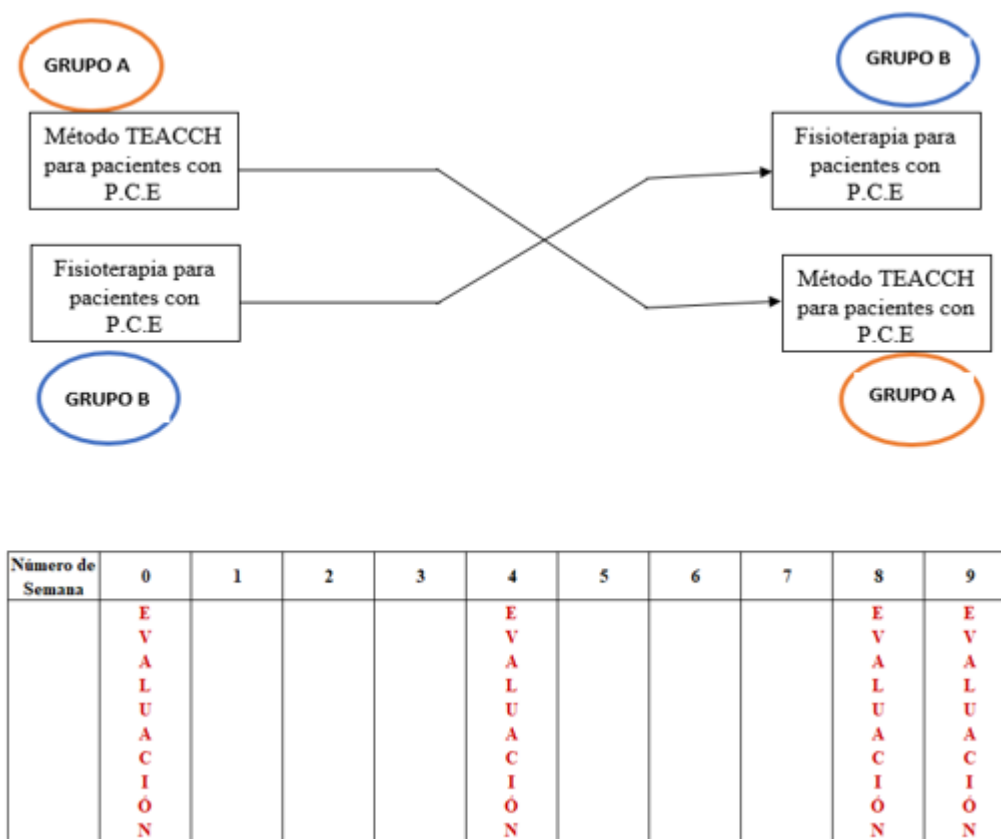 GRUPO A
GRUPO B
Método TEACCH
para pacientes con
P.C.E
Fisioterapia para
pacientes con
P.C.E
Fisioterapia para
pacientes con
P.C.E
Método TEACCH
para pacientes con
P.C.E
GRUPO B
GRUPO A
Número de
Semana
0 1 2 3 4 5 6 7 8 9
EVALUACIÓN
EVALUACIÓN
EVALUACIÓN
EVALUACIÓN